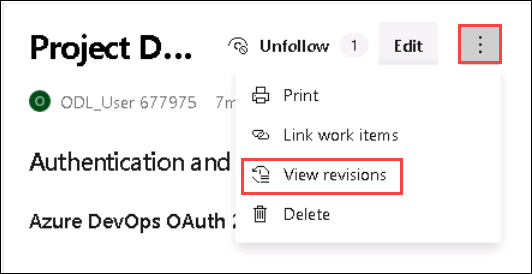 Project D...
Unfollow 1 Edit
O ODL_User 677975 7m
Print
Link work items
Authentication and
View revisions
Azure DevOps OAuth 2
Delete